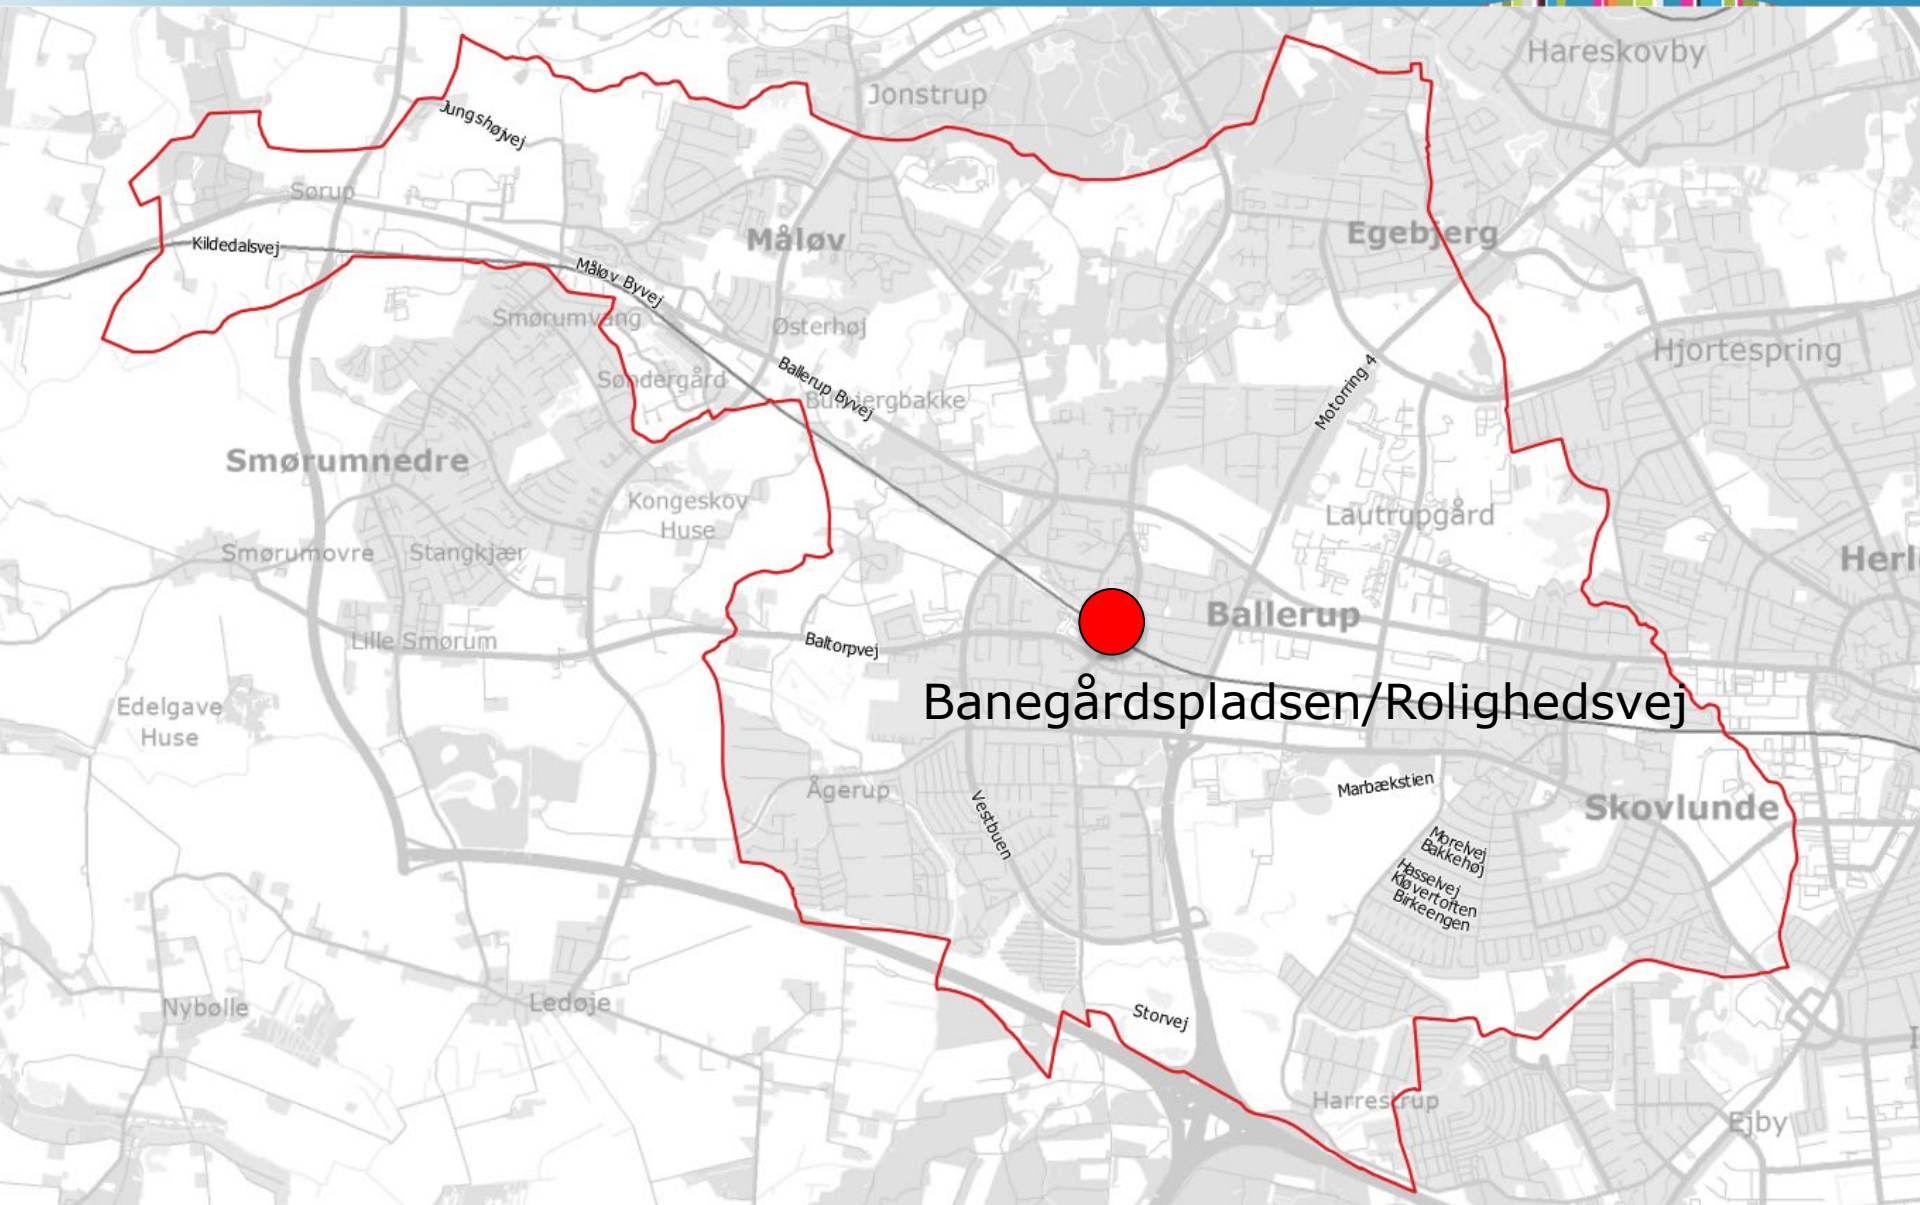 Hareskovby
Jonstrup
Jungshøjvej
Sørup
Egebjerg
Måløv
Kildedalsvej
Måløv Byvej
Smørumvang
Østerhøj
Hjortespring
Ballerup Byvej
Motorring 4
Søndergård
Smørumnedre
Kongeskov
Huse
Lautrupgård
Smørumovre
Stangkjær
Ballerup
Lille Smørum
Baltorpvej
Banegårdspladsen/Rolighedsvej
Edelgave
Huse
Ågerup
Marbækstien
Skovlunde
Vestbuen
Morelvej
Bakkehøj
Hasselvej
Kløvertoften
Birkeengen
Nybølle
Ledøje
Storvej
Harrestrup
Ejby